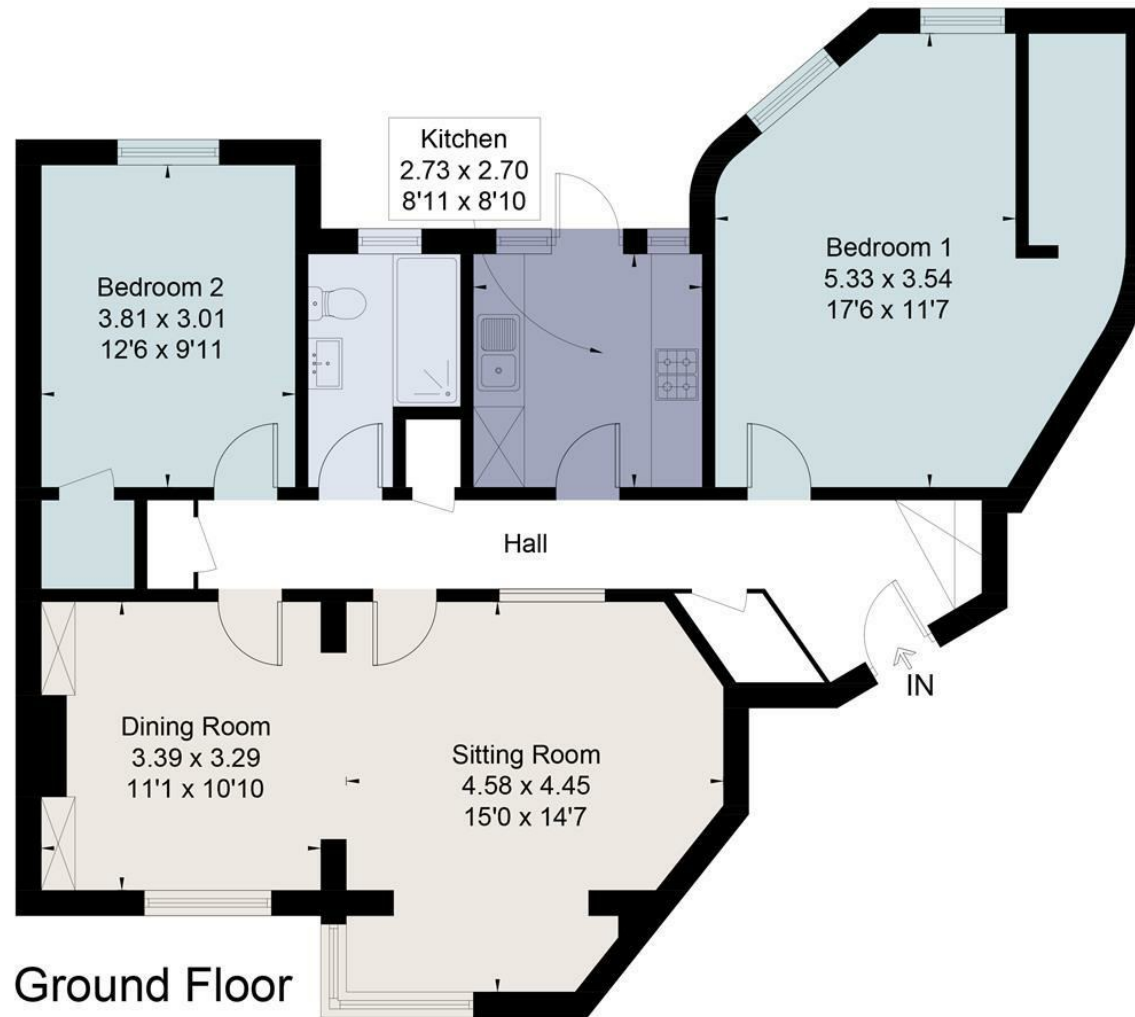 Kitchen
2.73 x 2.70
8'11 x 8'10
Bedroom 1
5.33 x 3.54
17'6 x 11'7
Bedroom 2
3.81 x 3.01
12'6 x 9'11
Hall
IN
Dining Room
3.39 x 3.29
11'1 x 10'10
Sitting Room
4.58 x 4.45
15'0 x 14'7
Ground Floor